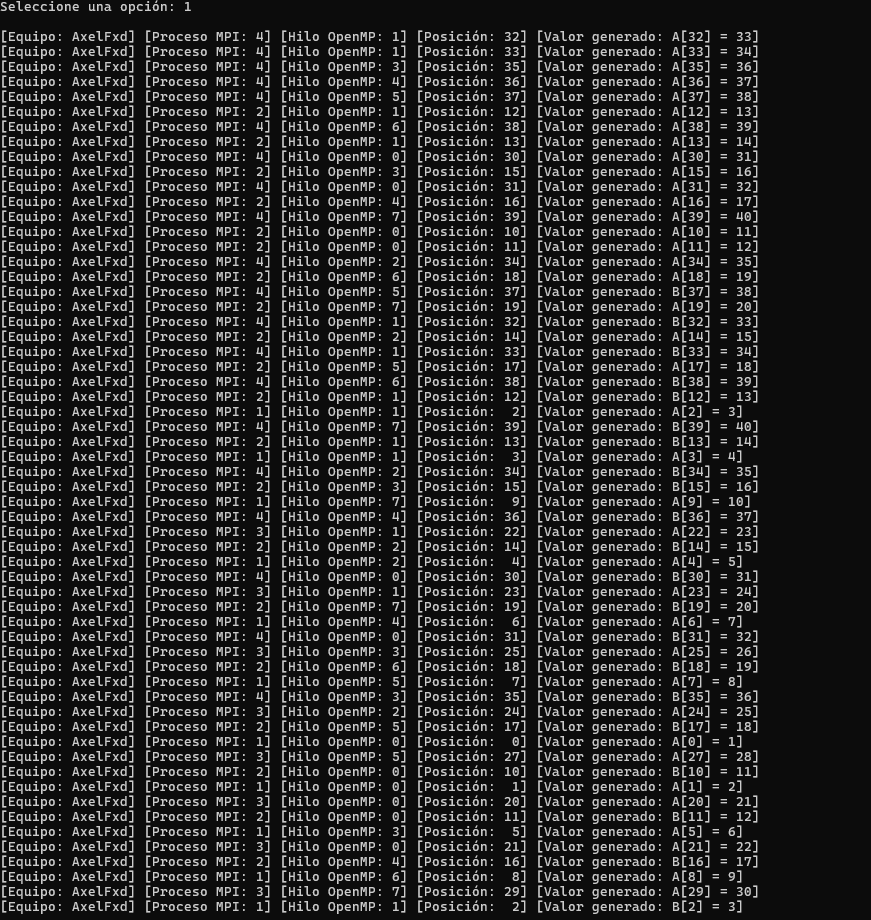 Seleccione una opción: 1
[Equipo: AxelFxd] [Proceso MPI: 4] [Hilo OpenMP: 1] [Posición: 32] [Valor generado: A[32] = 33]
[Equipo: AxelFxd] [Proceso MPI: 4] [Hilo OpenMP: 1] [Posición: 33] [Valor generado: A[33] = 34]
[Equipo: AxelFxd] [Proceso MPI: 4] [Hilo OpenMP: 3] [Posición: 35] [Valor generado: A[35] = 36]
[Equipo: AxelFxd] [Proceso MPI: 4] [Hilo OpenMP: 4] [Posición: 36] [Valor generado: A[36] = 37]
[Equipo: AxelFxd] [Proceso MPI: 4] [Hilo OpenMP: 5] [Posición: 37] [Valor generado: A[37] = 38]
[Equipo: AxelFxd] [Proceso MPI: 2] [Hilo OpenMP: 1] [Posición: 12] [Valor generado: A[12] = 13]
[Equipo: AxelFxd] [Proceso MPI: 4] [Hilo OpenMP: 6] [Posición: 38] [Valor generado: A[38] = 39]
[Equipo: AxelFxd] [Proceso MPI: 2] [Hilo OpenMP: 1] [Posición: 13] [Valor generado: A[13] = 14]
[Equipo: AxelFxd] [Proceso MPI: 4] [Hilo OpenMP: 0] [Posición: 30] [Valor generado: A[30] = 31]
[Equipo: AxelFxd] [Proceso MPI: 2] [Hilo OpenMP: 3] [Posición: 15] [Valor generado: A[15] = 16]
[Equipo: AxelFxd] [Proceso MPI: 4] [Hilo OpenMP: 0] [Posición: 31] [Valor generado: A[31] = 32]
[Equipo: AxelFxd] [Proceso MPI: 2] [Hilo OpenMP: 4] [Posición: 16] [Valor generado: A[16] = 17]
[Equipo: AxelFxd] [Proceso MPI: 4] [Hilo OpenMP: 7] [Posición: 39] [Valor generado: A[39] = 40]
[Equipo: AxelFxd] [Proceso MPI: 2] [Hilo OpenMP: 0] [Posición: 10] [Valor generado: A[10] = 11]
[Equipo: AxelFxd] [Proceso MPI: 2] [Hilo OpenMP: 0] [Posición: 11] [Valor generado: A[11] = 12]
[Equipo: AxelFxd] [Proceso MPI: 4] [Hilo OpenMP: 2] [Posición: 34] [Valor generado: A[34] = 35]
[Equipo: AxelFxd] [Proceso MPI: 2] [Hilo OpenMP: 6] [Posición: 18] [Valor generado: A[18] = 19]
[Equipo: AxelFxd] [Proceso MPI: 4] [Hilo OpenMP: 5] [Posición: 37] [Valor generado: B[37] = 38]
[Equipo: AxelFxd] [Proceso MPI: 2] [Hilo OpenMP: 7] [Posición: 19] [Valor generado: A[19] = 20]
[Equipo: AxelFxd] [Proceso MPI: 4] [Hilo OpenMP: 1] [Posición: 32] [Valor generado: B[32] = 33]
[Equipo: AxelFxd] [Proceso MPI: 2] [Hilo OpenMP: 2] [Posición: 14] [Valor generado: A[14] = 15]
[Equipo: AxelFxd] [Proceso MPI: 4] [Hilo OpenMP: 1] [Posición: 33] [Valor generado: B[33] = 34]
[Equipo: AxelFxd] [Proceso MPI: 2] [Hilo OpenMP: 5] [Posición: 17] [Valor generado: A[17] = 18]
[Equipo: AxelFxd] [Proceso MPI: 4] [Hilo OpenMP: 6] [Posición: 38] [Valor generado: B[38] = 39]
[Equipo: AxelFxd] [Proceso MPI: 2] [Hilo OpenMP: 1] [Posición: 12] [Valor generado: B[12] = 13]
[Equipo: AxelFxd] [Proceso MPI: 1] [Hilo OpenMP: 1] [Posición:  2] [Valor generado: A[2] = 3]
[Equipo: AxelFxd] [Proceso MPI: 4] [Hilo OpenMP: 7] [Posición: 39] [Valor generado: B[39] = 40]
[Equipo: AxelFxd] [Proceso MPI: 2] [Hilo OpenMP: 1] [Posición: 13] [Valor generado: B[13] = 14]
[Equipo: AxelFxd] [Proceso MPI: 1] [Hilo OpenMP: 1] [Posición:  3] [Valor generado: A[3] = 4]
[Equipo: AxelFxd] [Proceso MPI: 4] [Hilo OpenMP: 2] [Posición: 34] [Valor generado: B[34] = 35]
[Equipo: AxelFxd] [Proceso MPI: 2] [Hilo OpenMP: 3] [Posición: 15] [Valor generado: B[15] = 16]
[Equipo: AxelFxd] [Proceso MPI: 1] [Hilo OpenMP: 7] [Posición:  9] [Valor generado: A[9] = 10]
[Equipo: AxelFxd] [Proceso MPI: 4] [Hilo OpenMP: 4] [Posición: 36] [Valor generado: B[36] = 37]
[Equipo: AxelFxd] [Proceso MPI: 3] [Hilo OpenMP: 1] [Posición: 22] [Valor generado: A[22] = 23]
[Equipo: AxelFxd] [Proceso MPI: 2] [Hilo OpenMP: 2] [Posición: 14] [Valor generado: B[14] = 15]
[Equipo: AxelFxd] [Proceso MPI: 1] [Hilo OpenMP: 2] [Posición:  4] [Valor generado: A[4] = 5]
[Equipo: AxelFxd] [Proceso MPI: 4] [Hilo OpenMP: 0] [Posición: 30] [Valor generado: B[30] = 31]
[Equipo: AxelFxd] [Proceso MPI: 3] [Hilo OpenMP: 1] [Posición: 23] [Valor generado: A[23] = 24]
[Equipo: AxelFxd] [Proceso MPI: 2] [Hilo OpenMP: 7] [Posición: 19] [Valor generado: B[19] = 20]
[Equipo: AxelFxd] [Proceso MPI: 1] [Hilo OpenMP: 4] [Posición:  6] [Valor generado: A[6] = 7]
[Equipo: AxelFxd] [Proceso MPI: 4] [Hilo OpenMP: 0] [Posición: 31] [Valor generado: B[31] = 32]
[Equipo: AxelFxd] [Proceso MPI: 3] [Hilo OpenMP: 3] [Posición: 25] [Valor generado: A[25] = 26]
[Equipo: AxelFxd] [Proceso MPI: 2] [Hilo OpenMP: 6] [Posición: 18] [Valor generado: B[18] = 19]
[Equipo: AxelFxd] [Proceso MPI: 1] [Hilo OpenMP: 5] [Posición:  7] [Valor generado: A[7] = 8]
[Equipo: AxelFxd] [Proceso MPI: 4] [Hilo OpenMP: 3] [Posición: 35] [Valor generado: B[35] = 36]
[Equipo: AxelFxd] [Proceso MPI: 3] [Hilo OpenMP: 2] [Posición: 24] [Valor generado: A[24] = 25]
[Equipo: AxelFxd] [Proceso MPI: 2] [Hilo OpenMP: 5] [Posición: 17] [Valor generado: B[17] = 18]
[Equipo: AxelFxd] [Proceso MPI: 1] [Hilo OpenMP: 0] [Posición:  0] [Valor generado: A[0] = 1]
[Equipo: AxelFxd] [Proceso MPI: 3] [Hilo OpenMP: 5] [Posición: 27] [Valor generado: A[27] = 28]
[Equipo: AxelFxd] [Proceso MPI: 2] [Hilo OpenMP: 0] [Posición: 10] [Valor generado: B[10] = 11]
[Equipo: AxelFxd] [Proceso MPI: 1] [Hilo OpenMP: 0] [Posición:  1] [Valor generado: A[1] = 2]
[Equipo: AxelFxd] [Proceso MPI: 3] [Hilo OpenMP: 0] [Posición: 20] [Valor generado: A[20] = 21]
[Equipo: AxelFxd] [Proceso MPI: 2] [Hilo OpenMP: 0] [Posición: 11] [Valor generado: B[11] = 12]
[Equipo: AxelFxd] [Proceso MPI: 1] [Hilo OpenMP: 3] [Posición:  5] [Valor generado: A[5] = 6]
[Equipo: AxelFxd] [Proceso MPI: 3] [Hilo OpenMP: 0] [Posición: 21] [Valor generado: A[21] = 22]
[Equipo: AxelFxd] [Proceso MPI: 2] [Hilo OpenMP: 4] [Posición: 16] [Valor generado: B[16] = 17]
[Equipo: AxelFxd] [Proceso MPI: 1] [Hilo OpenMP: 6] [Posición:  8] [Valor generado: A[8] = 9]
[Equipo: AxelFxd] [Proceso MPI: 3] [Hilo OpenMP: 7] [Posición: 29] [Valor generado: A[29] = 30]
[Equipo: AxelFxd] [Proceso MPI: 1] [Hilo OpenMP: 1] [Posición:  2] [Valor generado: B[2] = 3]